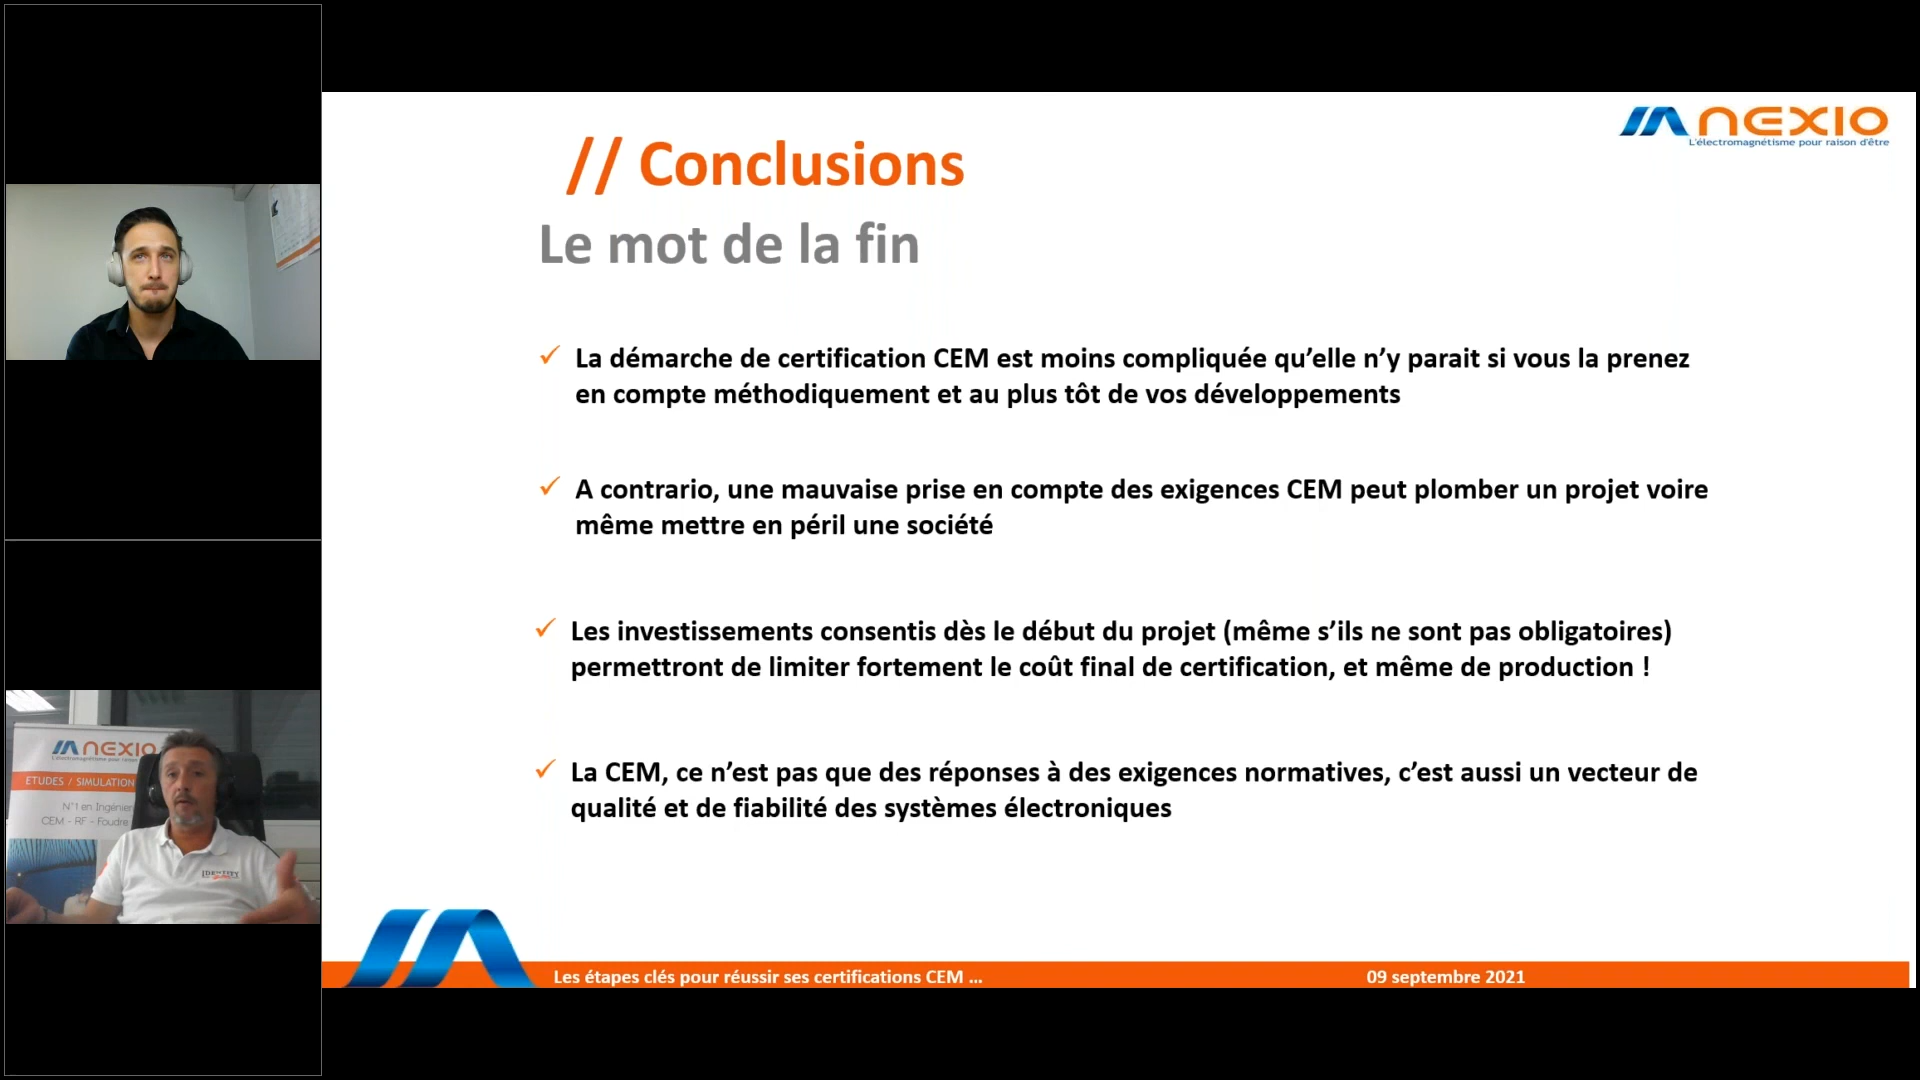 nexio
L'électromagnétisme pour raison d'être
// Conclusions
Le mot de la fin
✓ La démarche de certification CEM est moins compliquée qu’elle n’y parait si vous la prenez
en compte méthodiquement et au plus tôt de vos développements
✓ A contrario, une mauvaise prise en compte des exigences CEM peut plomber un projet voire
même mettre en péril une société
✓ Les investissements consentis dès le début du projet (même s’ils ne sont pas obligatoires)
permettront de limiter fortement le coût final de certification, et même de production !
✓ La CEM, ce n’est pas que des réponses à des exigences normatives, c’est aussi un vecteur de
qualité et de fiabilité des systèmes électroniques
Les étapes clés pour réussir ses certifications CEM ...
09 septembre 2021
nexio
L'électromagnétisme pour raison
ETUDES / SIMULATION
N°1 en Ingénier
CEM - RF - Foudre
IDENTITY